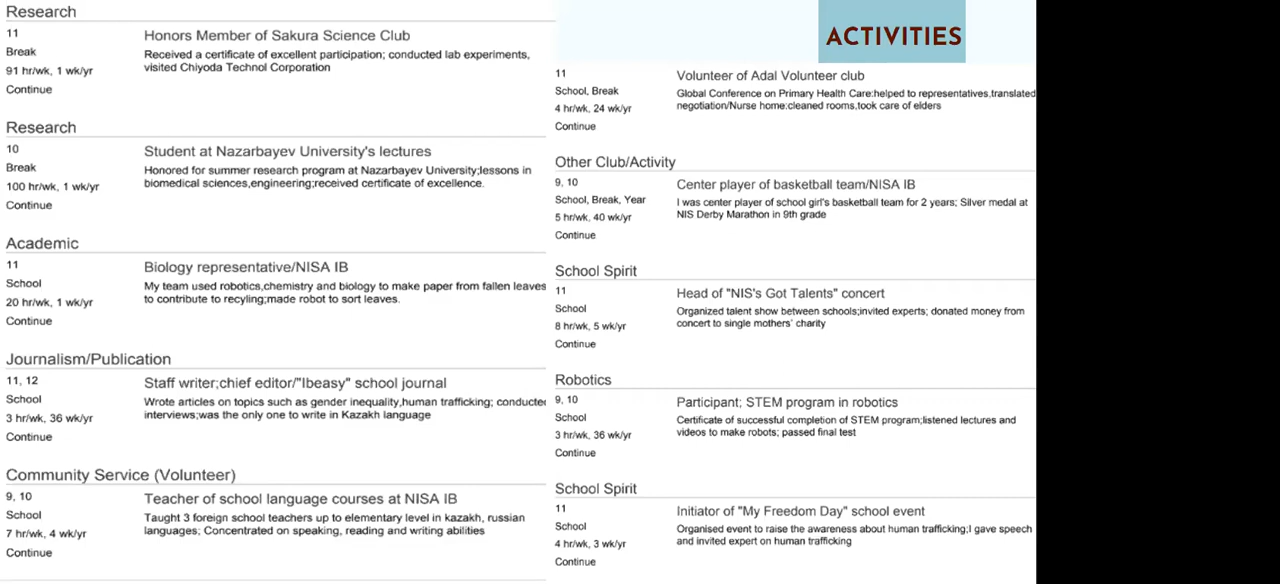 Research
11
Honors Member of Sakura Science Club
Break
Received a certificate of excellent participation; conducted lab experiments,
visited Chiyoda Technol Corporation
91 hr/wk, 1 wk/yr
Continue
Research
10
Student at Nazarbayev University's lectures
Break
Honored for summer research program at Nazarbayev University;lessons in
biomedical sciences,engineering;received certificate of excellence.
100 hr/wk, 1 wk/yr
Continue
Academic
11
Biology representative/NISA IB
School
My team used robotics,chemistry and biology to make paper from fallen leaves
to contribute to recyling;made robot to sort leaves.
20 hr/wk, 1 wk/yr
Continue
Journalism/Publication
11, 12
Staff writer;chief editor/"Ibeasy" school journal
School
Wrote articles on topics such as gender inequality,human trafficking; conducted
interviews;was the only one to write in Kazakh language
3 hr/wk, 36 wk/yr
Continue
Community Service (Volunteer)
9, 10
Teacher of school language courses at NISA IB
School
Taught 3 foreign school teachers up to elementary level in kazakh, russian
languages; Concentrated on speaking, reading and writing abilities
7 hr/wk, 4 wk/yr
Continue
ACTIVITIES
11
Volunteer of Adal Volunteer club
School, Break
Global Conference on Primary Health Care:helped to representatives,translated
negotiation/Nurse home:cleaned rooms,took care of elders
4 hr/wk, 24 wk/yr
Continue
Other Club/Activity
9, 10
Center player of basketball team/NISA IB
School, Break, Year
I was center player of school girl's basketball team for 2 years; Silver medal at
NIS Derby Marathon in 9th grade
5 hr/wk, 40 wk/yr
Continue
School Spirit
11
Head of "NIS's Got Talents" concert
School
Organized talent show between schools;invited experts; donated money from
concert to single mothers' charity
8 hr/wk, 5 wk/yr
Continue
Robotics
9, 10
Participant; STEM program in robotics
School
Certificate of successful completion of STEM program;listened lectures and
videos to make robots; passed final test
3 hr/wk, 36 wk/yr
Continue
School Spirit
11
Initiator of "My Freedom Day" school event
School
Organised event to raise the awareness about human trafficking;I gave speech
and invited expert on human trafficking
4 hr/wk, 3 wk/yr
Continue